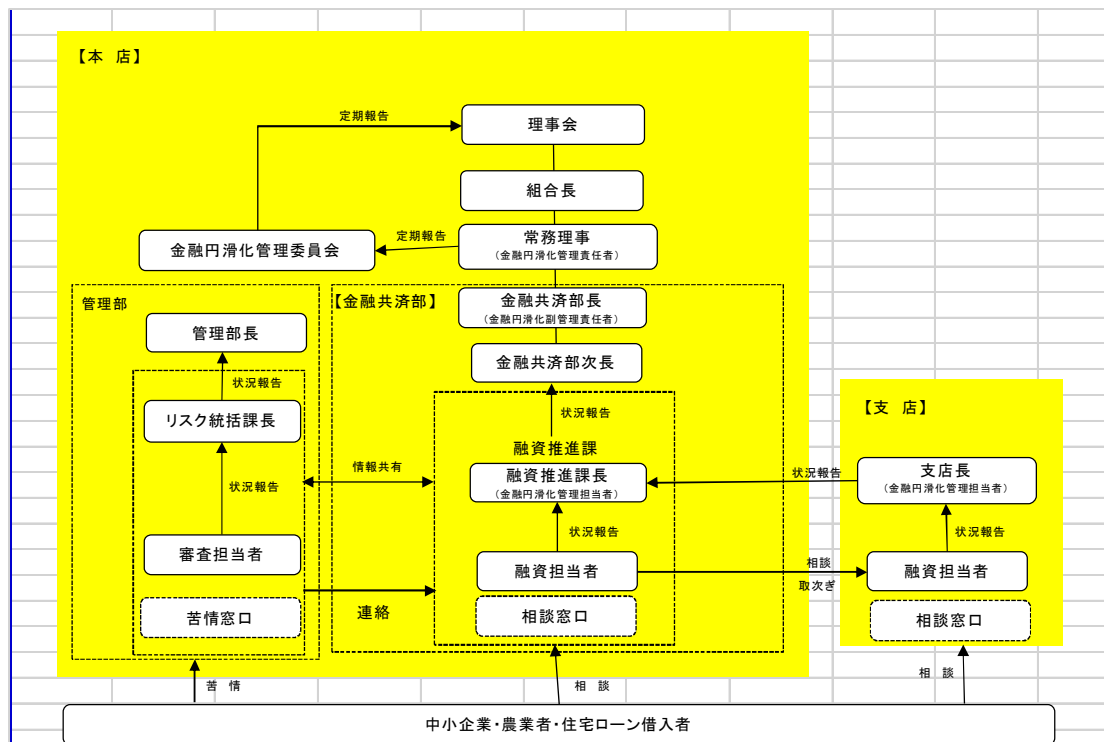 【本 店】
定期報告
理事会
組合長
金融円滑化管理委員会
定期報告
常務理事
(金融円滑化管理責任者)
管理部
【金融共済部】
金融共済部長
(金融円滑化副管理責任者)
管理部長
金融共済部次長
状況報告
リスク統括課長
状況報告
融資推進課
【支 店】
情報共有
融資推進課長
(金融円滑化管理担当者)
状況報告
支店長
(金融円滑化管理担当者)
状況報告
状況報告
状況報告
審査担当者
融資担当者
相談
取次ぎ
融資担当者
苦情窓口
連絡
相談窓口
相談窓口
苦 情
相 談
相 談
中小企業・農業者・住宅ローン借入者